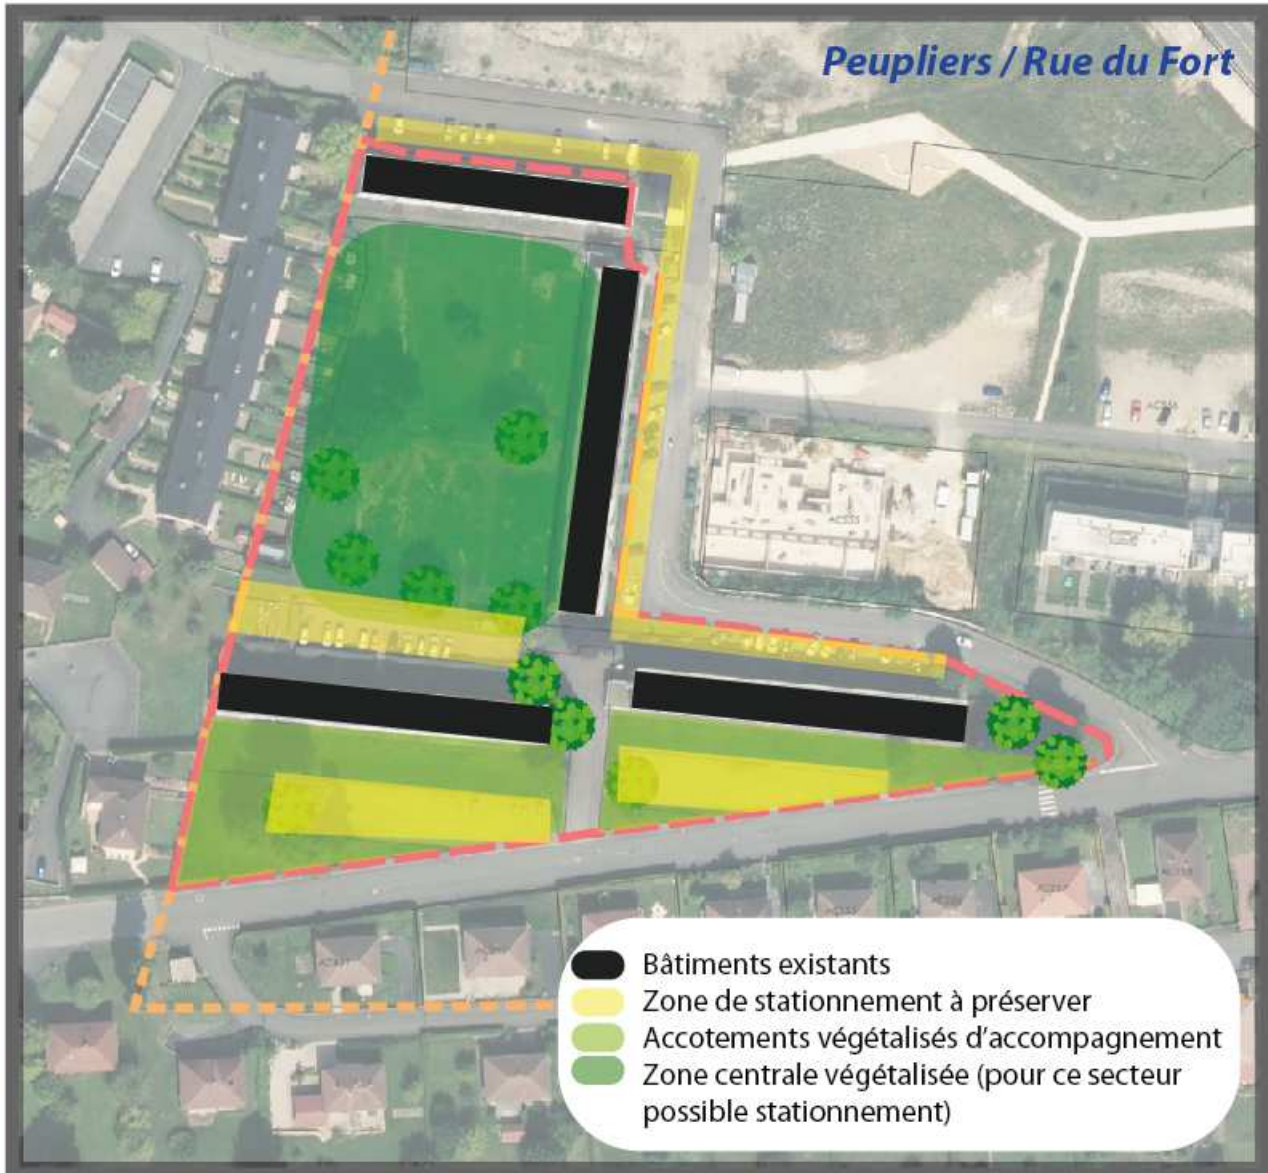 Peupliers / Rue du Fort
Bâtiments existants
Zone de stationnement à préserver
Accotements végétalisés d'accompagnement
Zone centrale végétalisée (pour ce secteur
possible stationnement)